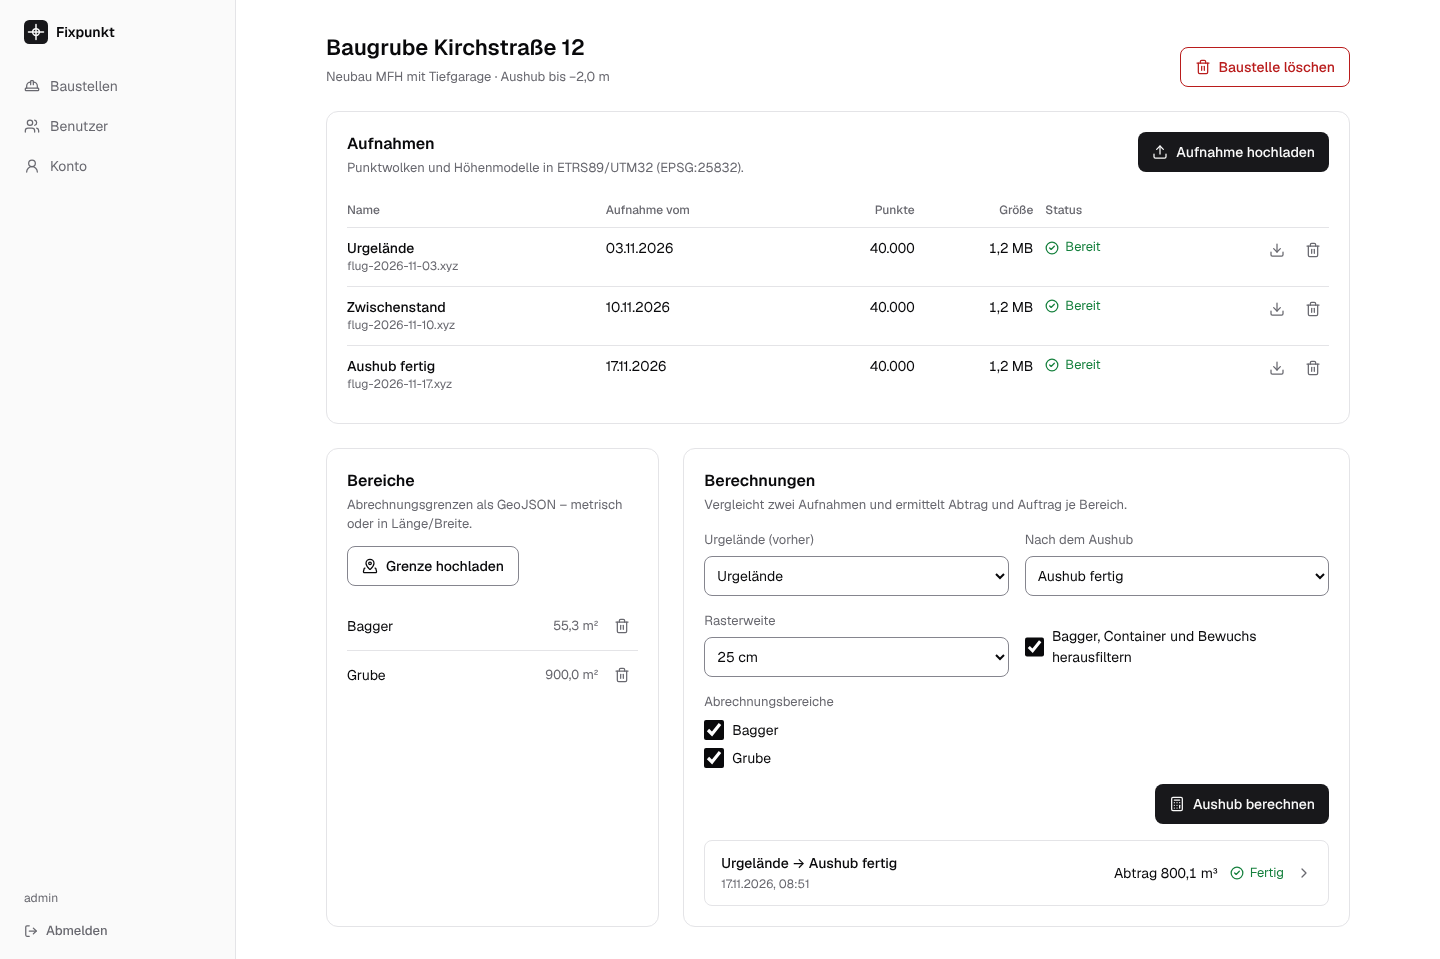 Fixpunkt
Baustellen
Benutzer
Konto
admin
Abmelden
Baugrube Kirchstraße 12
Neubau MFH mit Tiefgarage · Aushub bis −2,0 m
Baustelle löschen
Aufnahmen
Punktwolken und Höhenmodelle in ETRS89/UTM32 (EPSG:25832).
Aufnahme hochladen
Name Aufnahme vom Punkte Größe Status
Urgelände 03.11.2026 40.000 1,2 MB Bereit
flug-2026-11-03.xyz
Zwischenstand 10.11.2026 40.000 1,2 MB Bereit
flug-2026-11-10.xyz
Aushub fertig 17.11.2026 40.000 1,2 MB Bereit
flug-2026-11-17.xyz
Bereiche
Abrechnungsgrenzen als GeoJSON – metrisch
oder in Länge/Breite.
Grenze hochladen
Bagger 55,3 m²
Grube 900,0 m²
Berechnungen
Vergleicht zwei Aufnahmen und ermittelt Abtrag und Auftrag je Bereich.
Urgelände (vorher) Nach dem Aushub
Urgelände Aushub fertig
Rasterweite
25 cm
Bagger, Container und Bewuchs
herausfiltern
Abrechnungsbereiche
Bagger
Grube
Aushub berechnen
Urgelände → Aushub fertig
17.11.2026, 08:51
Abtrag 800,1 m³ Fertig